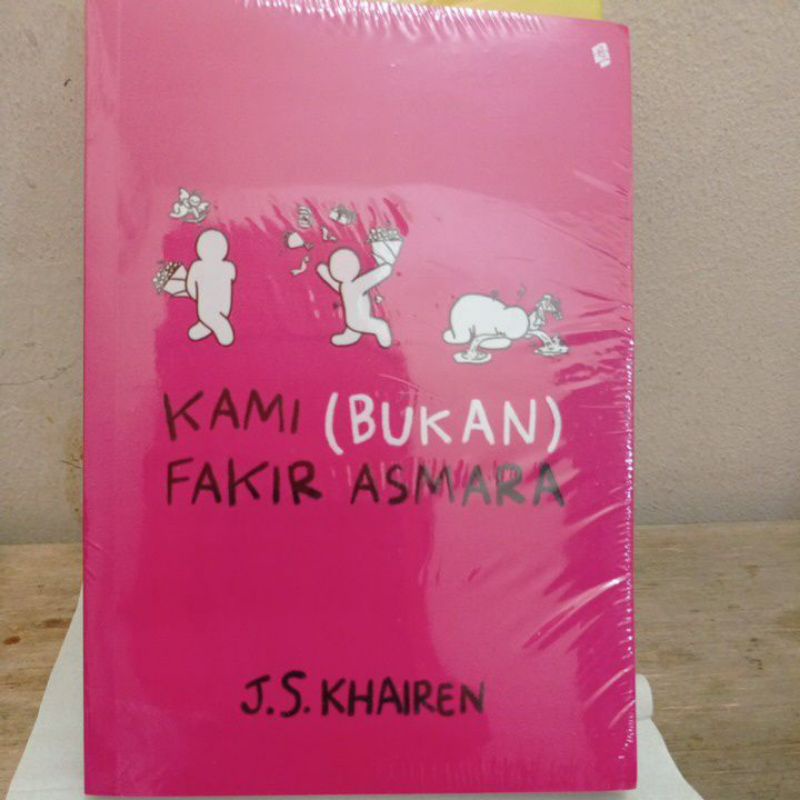 KAMI (BUKAN)
FAKIR ASMARA
J.S. KHAIREN